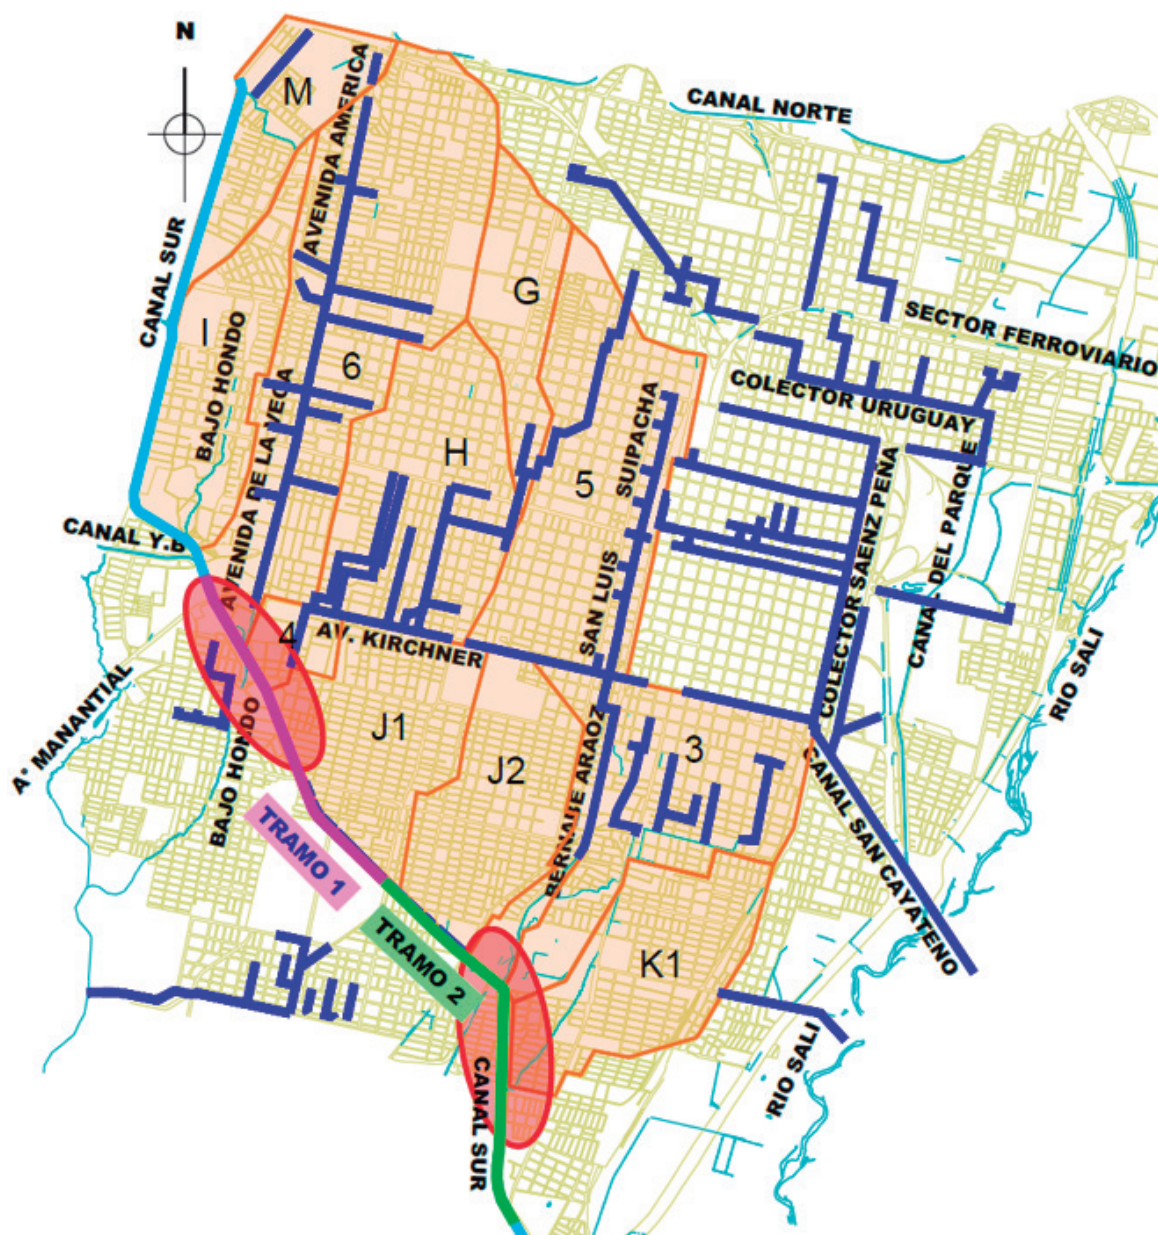 N
M
AVENIDA AMERICA
CANAL NORTE
CANAL SUR
G
I
BAJO HONDO
SECTOR FERROVIARIO
6
COLECTOR URUGUAY
AVENIDA DE LA VEGA
H
5
SUIPACHA
COLECTOR SAENZ PEÑA
CANAL DEL PARQUE
CANAL Y.B
SAN LUIS
4
AV. KIRCHNER
RIO SALI
A° MANANTIAL
BAJO HONDO
J1
J2
BERNABE ARAOZ
3
CANAL SAN CAYATENO
TRAMO 1
TRAMO 2
K1
CANAL SUR
RIO SALI